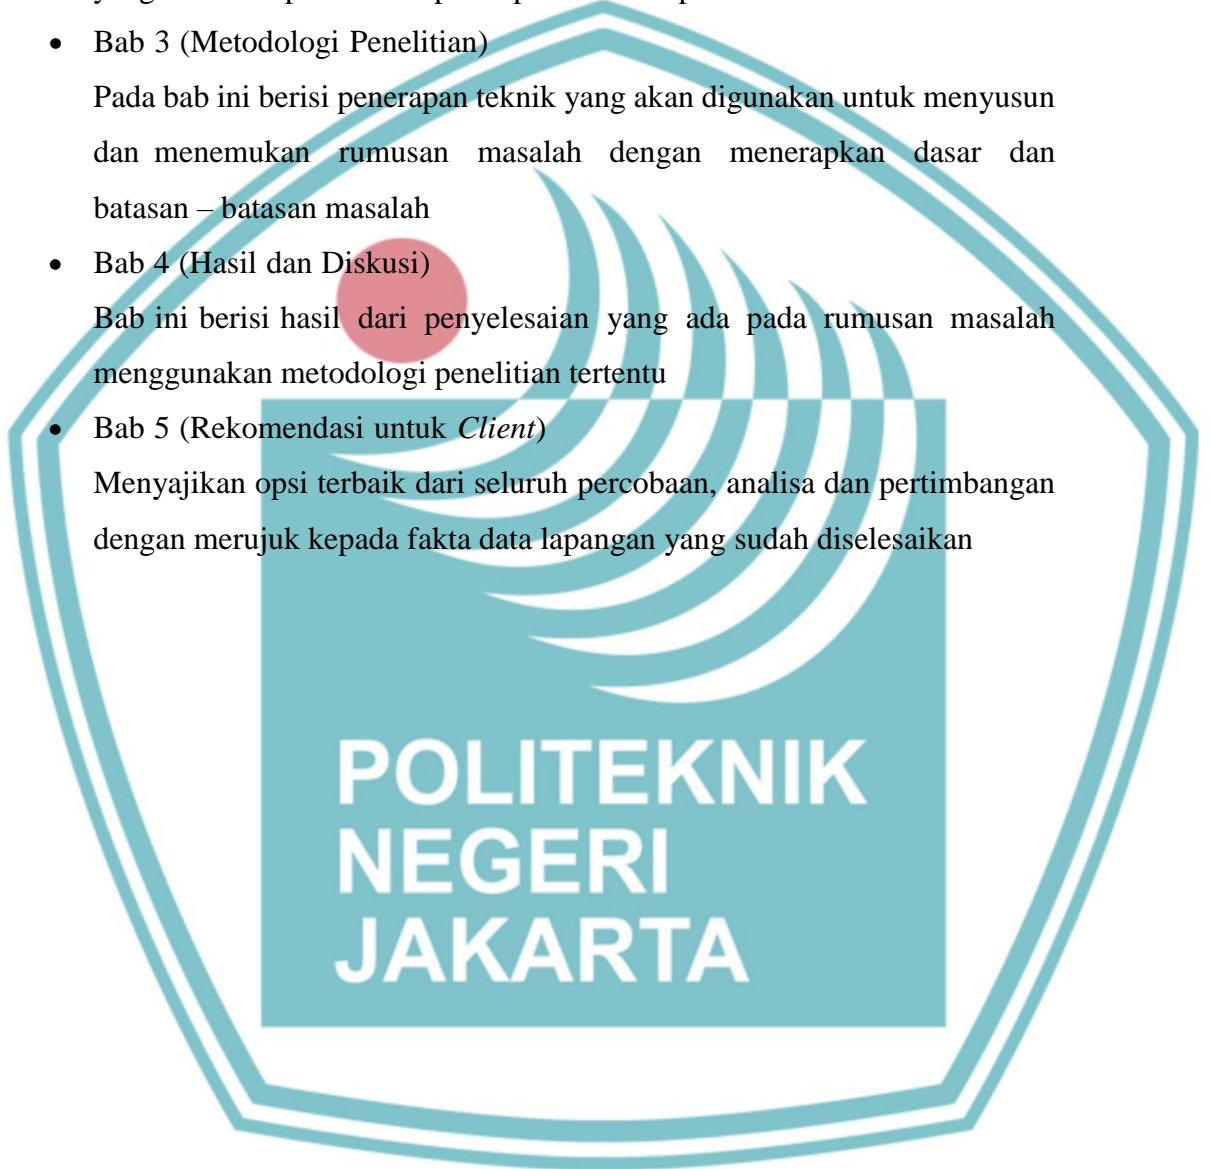 • Bab 3 (Metodologi Penelitian)
Pada bab ini berisi penerapan teknik yang akan digunakan untuk menyusun
dan menemukan rumusan masalah dengan menerapkan dasar dan
batasan – batasan masalah
• Bab 4 (Hasil dan Diskusi)
Bab ini berisi hasil dari penyelesaian yang ada pada rumusan masalah
menggunakan metodologi penelitian tertentu
• Bab 5 (Rekomendasi untuk Client)
Menyajikan opsi terbaik dari seluruh percobaan, analisa dan pertimbangan
dengan merujuk kepada fakta data lapangan yang sudah diselesaikan
POLITEKNIK
NEGERI
JAKARTA